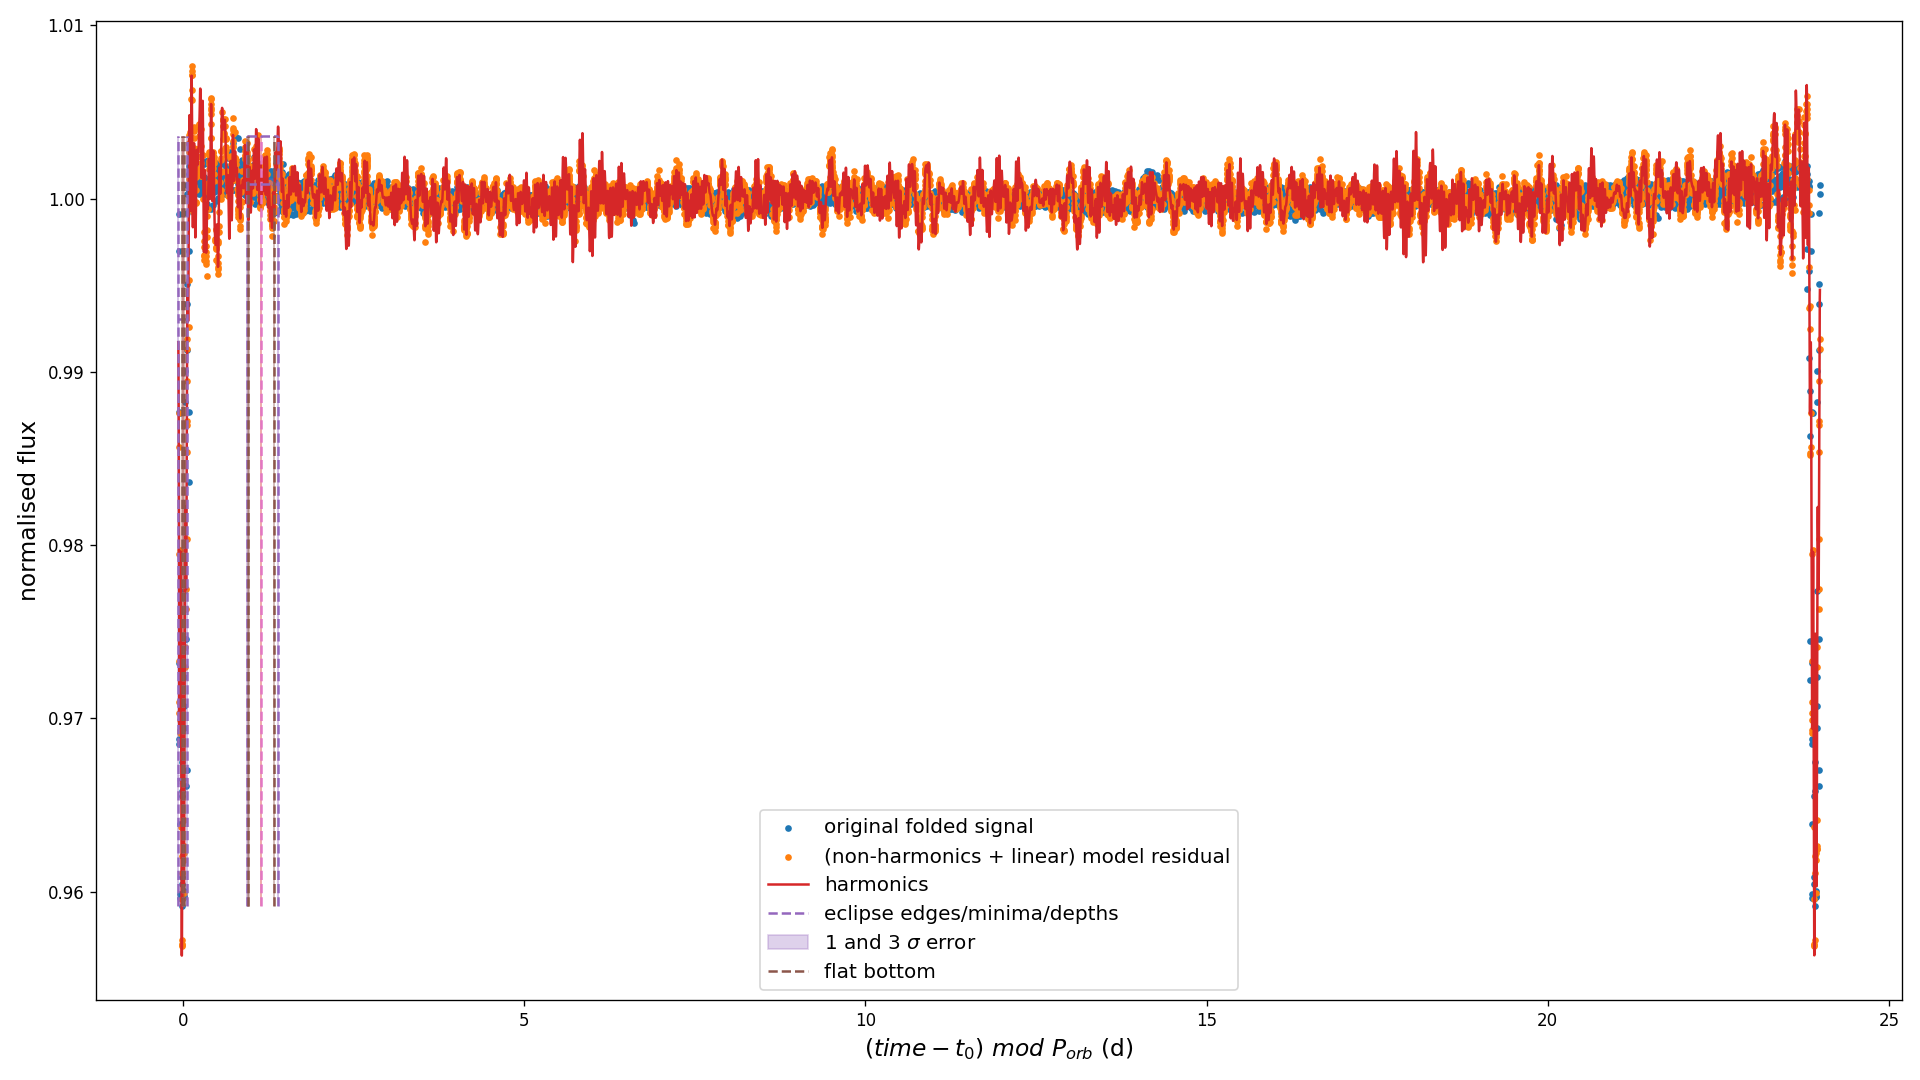 1.01
1.00
0.99
0.98
0.97
0.96
normalised flux
original folded signal
(non-harmonics + linear) model residual
harmonics
eclipse edges/minima/depths
1 and 3 σ error
flat bottom
0 5 10 15 20 25
(time − t₀) mod P_orb (d)